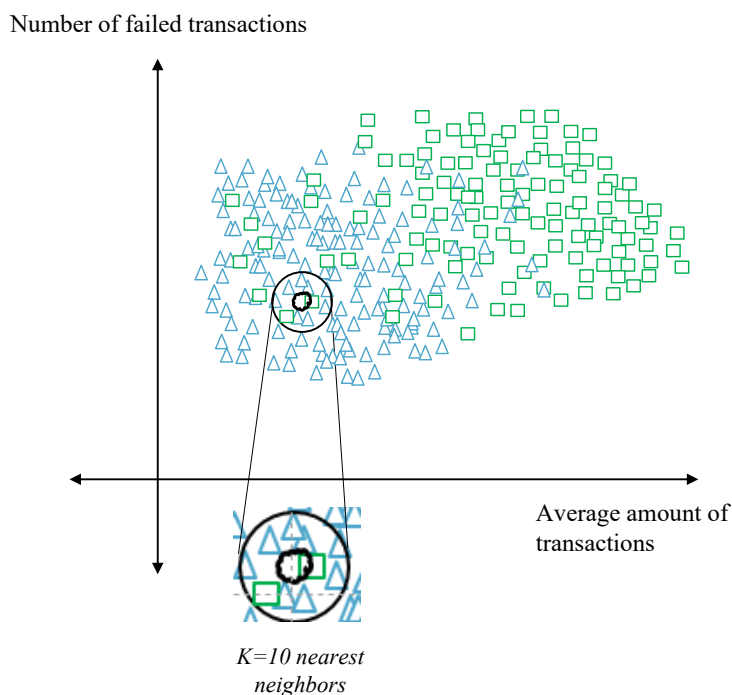 Number of failed transactions
Average amount of
transactions
K=10 nearest
neighbors